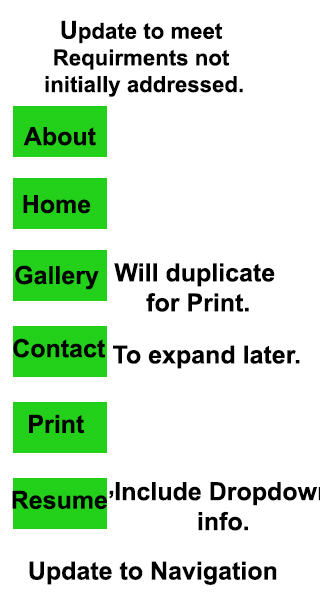 Update to meet
Requirments not
initially addressed.
About
Home
Gallery
Will duplicate
for Print.
Contact
To expand later.
Print
Resume
,Include Dropdown
info.
Update to Navigation